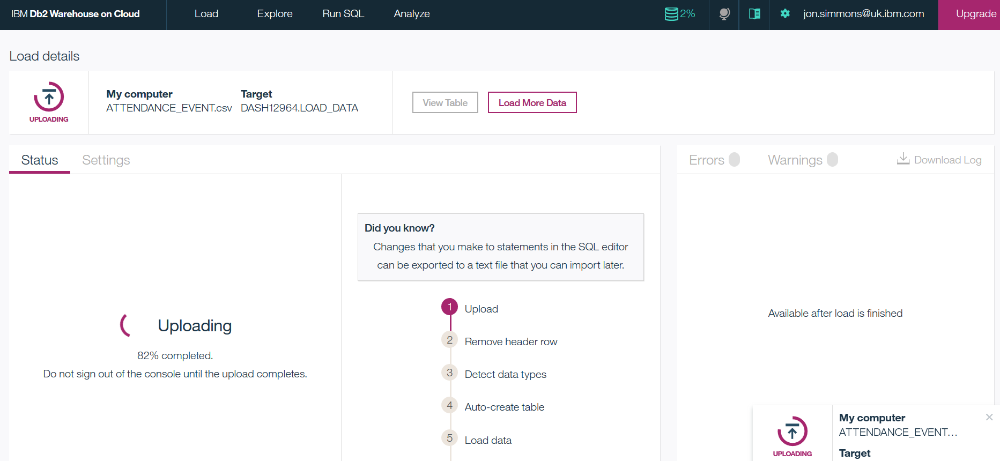 IBM Db2 Warehouse on Cloud Load Explore Run SQL Analyze 2% jon.simmons@uk.ibm.com Upgrade
Load details
UPLOADING
My computer
ATTENDANCE_EVENT.csv
Target
DASH12964.LOAD_DATA
View Table
Load More Data
Status Settings
Uploading
82% completed.
Do not sign out of the console until the upload completes.
Did you know?
Changes that you make to statements in the SQL editor
can be exported to a text file that you can import later.
1 Upload
2 Remove header row
3 Detect data types
4 Auto-create table
5 Load data
Errors Warnings Download Log
Available after load is finished
UPLOADING
My computer
ATTENDANCE_EVENT...
Target